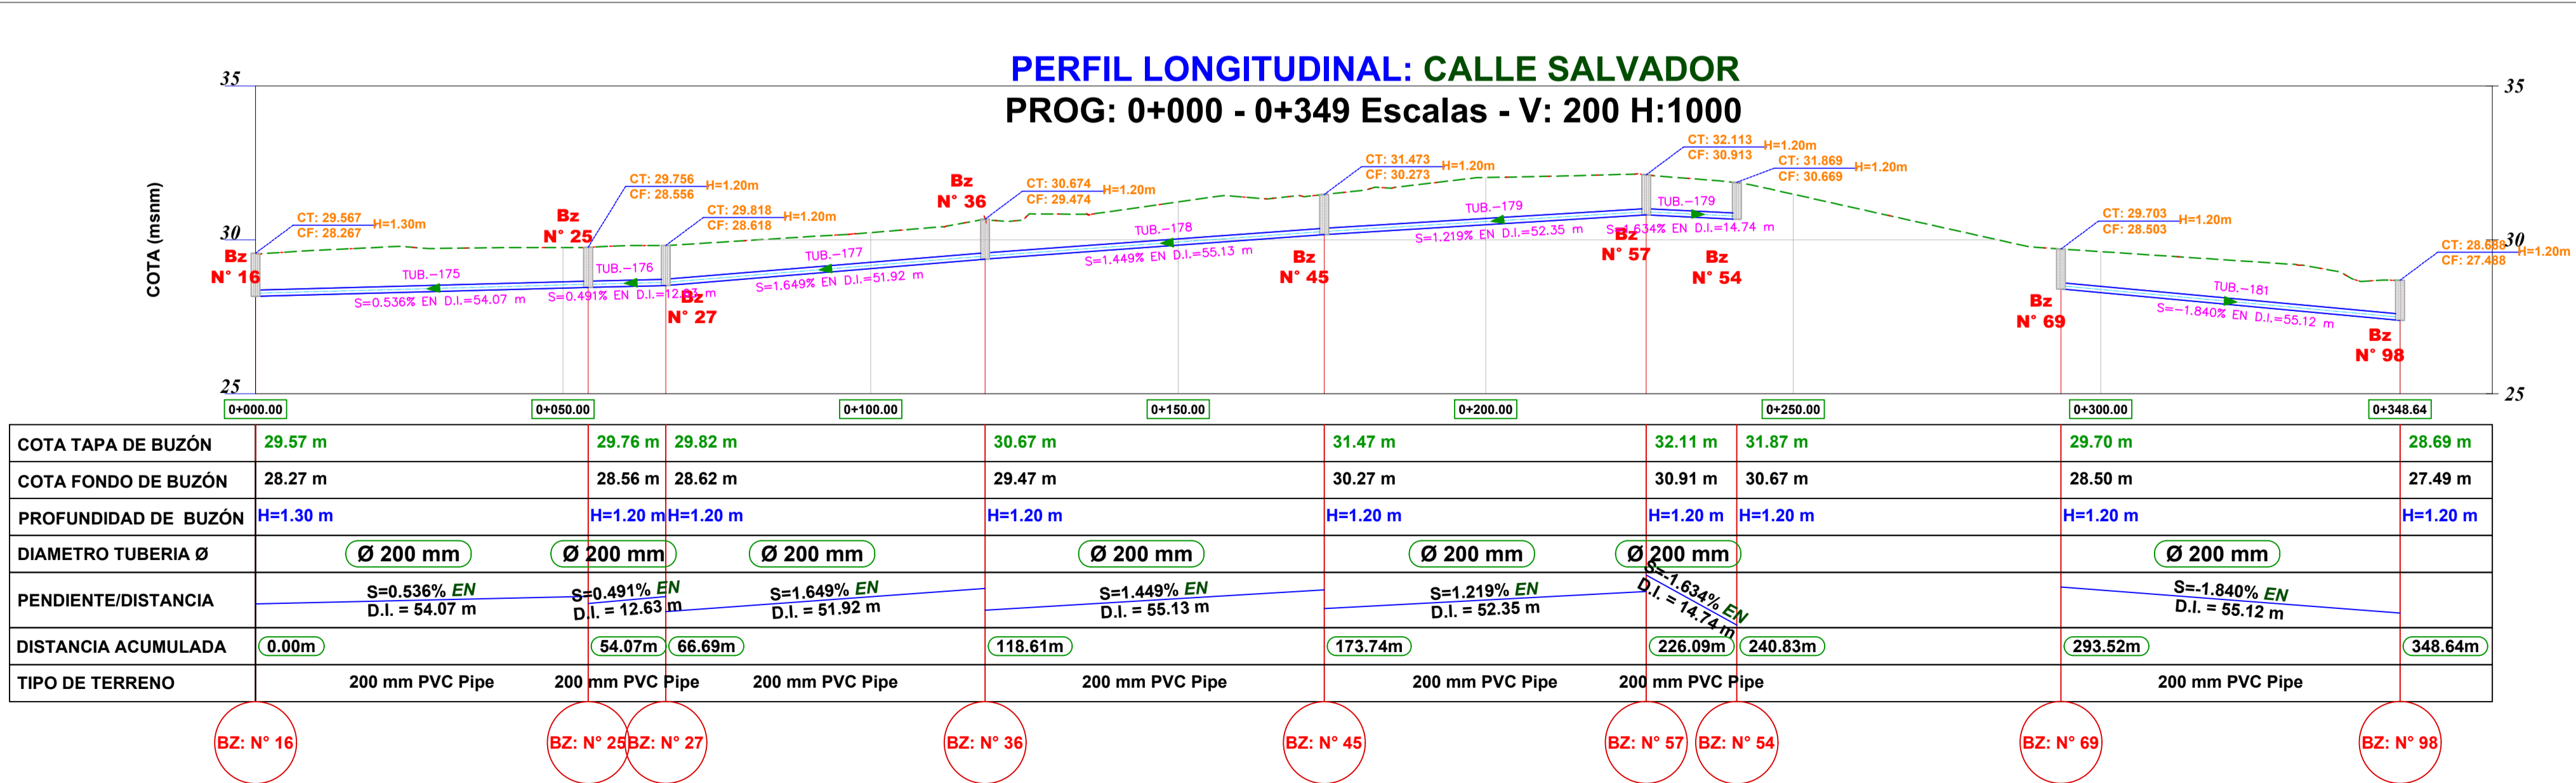 PERFIL LONGITUDINAL: CALLE SALVADOR
PROG: 0+000 - 0+349 Escalas - V: 200 H:1000
35
35
30
30
25
25
COTA (msnm)
CT: 29.567
CF: 28.267
H=1.30m
Bz
N° 16
TUB.-175
S=0.536% EN D.I.=54.07 m
CT: 29.756
CF: 28.556
H=1.20m
Bz
N° 25
TUB.-176
S=0.491% EN D.I.=12.63 m
CT: 29.818
CF: 28.618
H=1.20m
Bz
N° 27
TUB.-177
S=1.649% EN D.I.=51.92 m
Bz
N° 36
CT: 30.674
CF: 29.474
H=1.20m
TUB.-178
S=1.449% EN D.I.=55.13 m
CT: 31.473
CF: 30.273
H=1.20m
Bz
N° 45
TUB.-179
S=1.219% EN D.I.=52.35 m
CT: 32.113
CF: 30.913
H=1.20m
Bz
N° 57
TUB.-179
S=-1.634% EN D.I.=14.74 m
CT: 31.869
CF: 30.669
H=1.20m
Bz
N° 54
CT: 29.703
CF: 28.503
H=1.20m
Bz
N° 69
TUB.-181
S=-1.840% EN D.I.=55.12 m
CT: 28.688
CF: 27.488
H=1.20m
Bz
N° 98
0+000.00 0+050.00 0+100.00 0+150.00 0+200.00 0+250.00 0+300.00 0+348.64
COTA TAPA DE BUZÓN 29.57 m 29.76 m 29.82 m 30.67 m 31.47 m 32.11 m 31.87 m 29.70 m 28.69 m
COTA FONDO DE BUZÓN 28.27 m 28.56 m 28.62 m 29.47 m 30.27 m 30.91 m 30.67 m 28.50 m 27.49 m
PROFUNDIDAD DE BUZÓN H=1.30 m H=1.20 m H=1.20 m H=1.20 m H=1.20 m H=1.20 m H=1.20 m H=1.20 m H=1.20 m
DIAMETRO TUBERIA Ø Ø 200 mm Ø 200 mm Ø 200 mm Ø 200 mm Ø 200 mm Ø 200 mm Ø 200 mm
PENDIENTE/DISTANCIA
S=0.536% EN
D.I. = 54.07 m
S=0.491% EN
D.I. = 12.63 m
S=1.649% EN
D.I. = 51.92 m
S=1.449% EN
D.I. = 55.13 m
S=1.219% EN
D.I. = 52.35 m
S=-1.634% EN
D.I. = 14.74 m
S=-1.840% EN
D.I. = 55.12 m
DISTANCIA ACUMULADA 0.00m 54.07m 66.69m 118.61m 173.74m 226.09m 240.83m 293.52m 348.64m
TIPO DE TERRENO 200 mm PVC Pipe 200 mm PVC Pipe 200 mm PVC Pipe 200 mm PVC Pipe 200 mm PVC Pipe 200 mm PVC Pipe 200 mm PVC Pipe
BZ: N° 16 BZ: N° 25 BZ: N° 27 BZ: N° 36 BZ: N° 45 BZ: N° 57 BZ: N° 54 BZ: N° 69 BZ: N° 98